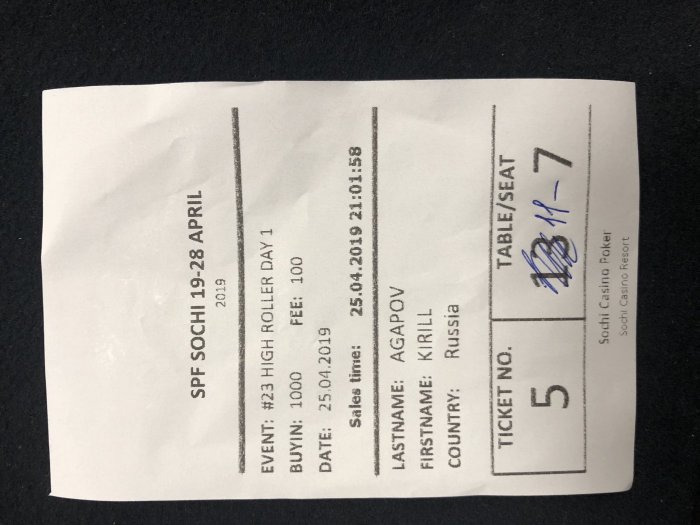 SPF SOCHI 19-28 APRIL
2019
EVENT: #23 HIGH ROLLER DAY 1
BUYIN: 1000 FEE: 100
DATE: 25.04.2019
Sales time: 25.04.2019 21:01:58
LASTNAME: AGAPOV
FIRSTNAME: KIRILL
COUNTRY: Russia
TICKET NO. TABLE/SEAT
5 13 11 - 7
Sochi Casino Poker
Sochi Casino Resort